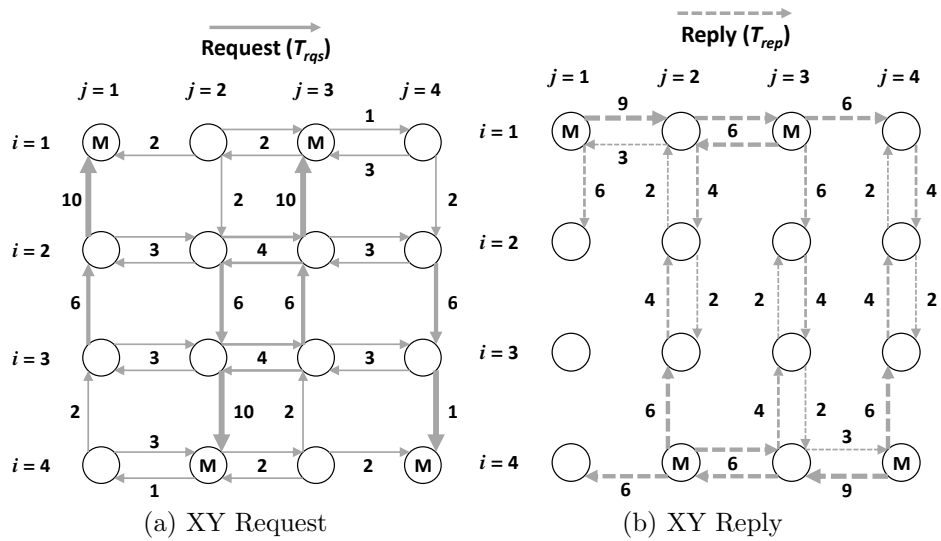 Request (Trqs)
j = 1 j = 2 j = 3 j = 4
1
i = 1 M 2 2 M
3
10 2 10 2
i = 2 3 4 3
6 6 6 6
i = 3 3 4 3
2 10 2 1
3
i = 4 M 2 2 M
1
(a) XY Request
Reply (Trep)
j = 1 j = 2 j = 3 j = 4
9 6
i = 1 M 6 M
3
6 2 4 6 2 4
i = 2
4 2 2 4 4 2
i = 3
6 4 2 6
3
i = 4 M 6 M
6 9
(b) XY Reply